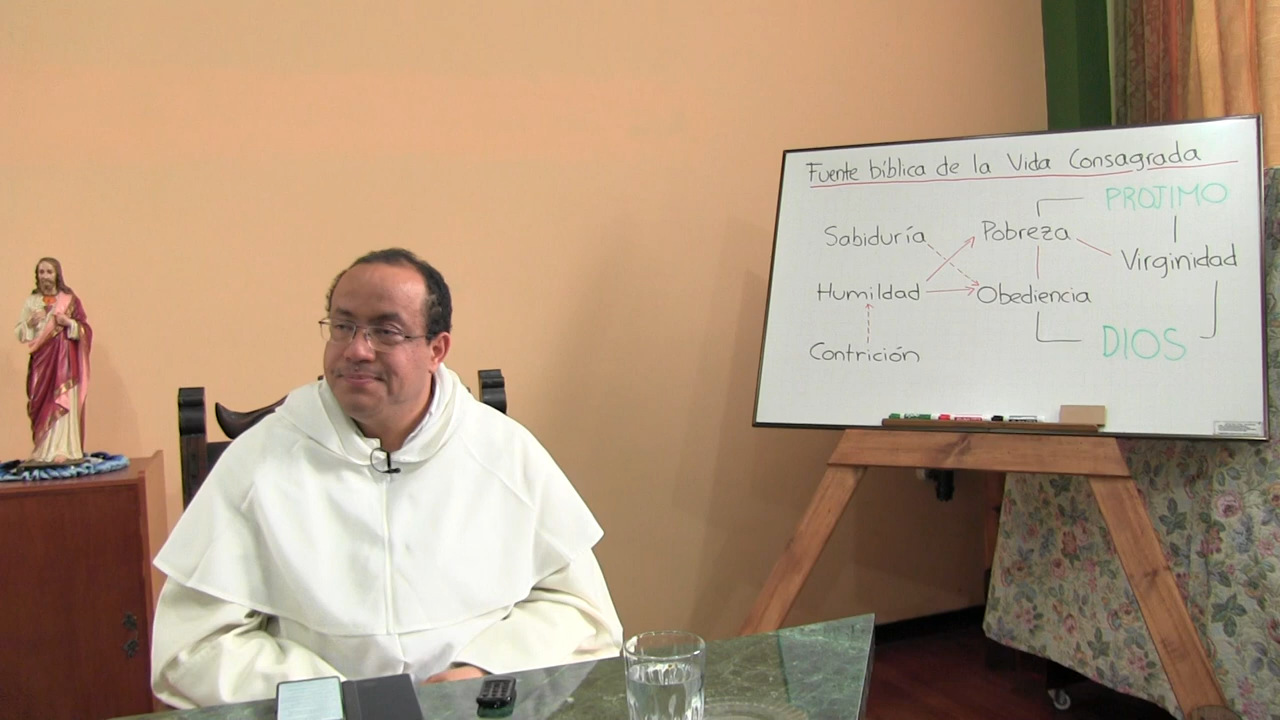 Fuente bíblica de la Vida Consagrada
PROJIMO
Sabiduría Pobreza
Virginidad
Humildad Obediencia
DIOS
Contrición